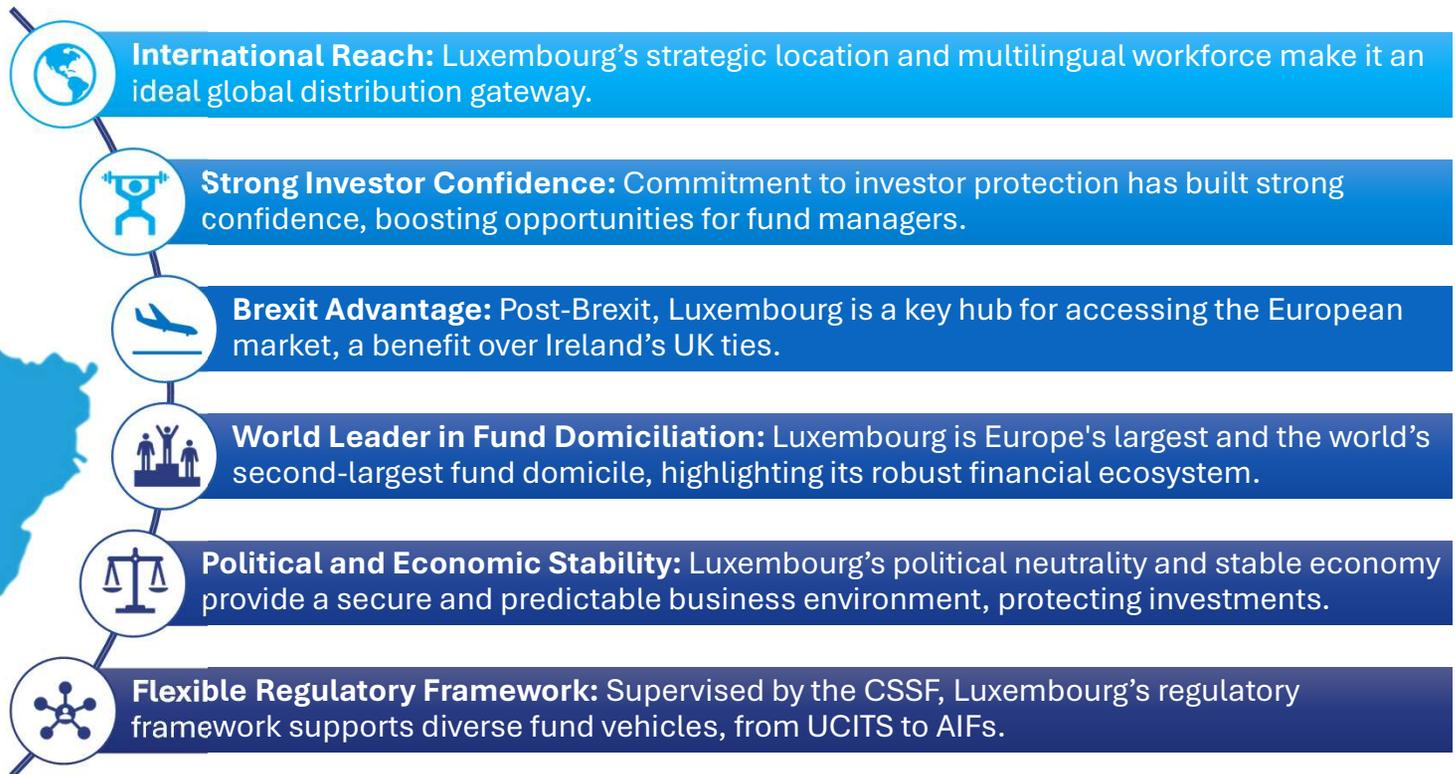 International Reach: Luxembourg’s strategic location and multilingual workforce make it an
ideal global distribution gateway.
Strong Investor Confidence: Commitment to investor protection has built strong
confidence, boosting opportunities for fund managers.
Brexit Advantage: Post-Brexit, Luxembourg is a key hub for accessing the European
market, a benefit over Ireland’s UK ties.
World Leader in Fund Domiciliation: Luxembourg is Europe's largest and the world’s
second-largest fund domicile, highlighting its robust financial ecosystem.
Political and Economic Stability: Luxembourg’s political neutrality and stable economy
provide a secure and predictable business environment, protecting investments.
Flexible Regulatory Framework: Supervised by the CSSF, Luxembourg’s regulatory
framework supports diverse fund vehicles, from UCITS to AIFs.